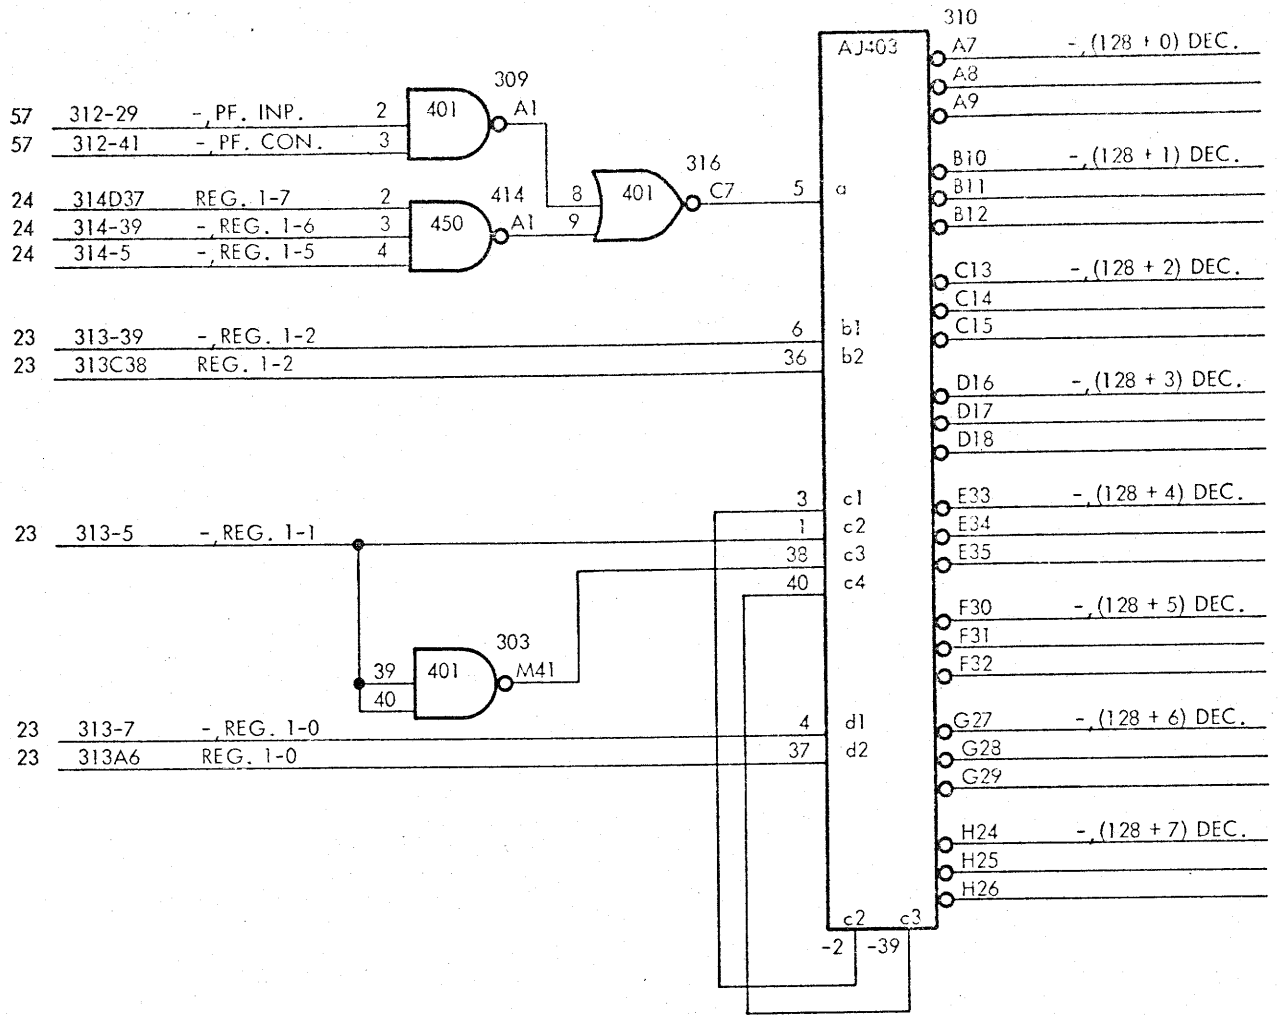 310
AJ403
A7 -,(128 + 0) DEC.
A8
A9
309
57 312-29 -,PF. INP. 2 401 A1
57 312-41 -,PF. CON. 3
B10 -,(128 + 1) DEC.
B11
B12
316
24 314D37 REG. 1-7 2 414 8 401 C7 5 a
24 314-39 -,REG. 1-6 3 450 A1 9
24 314-5 -,REG. 1-5 4
C13 -,(128 + 2) DEC.
C14
C15
23 313-39 -,REG. 1-2 6 b1
23 313C38 REG. 1-2 36 b2
D16 -,(128 + 3) DEC.
D17
D18
3 c1
E33 -,(128 + 4) DEC.
23 313-5 -,REG. 1-1 1 c2
E34
38 c3
E35
40 c4
F30 -,(128 + 5) DEC.
F31
F32
303
39 401 M41
40
23 313-7 -,REG. 1-0 4 d1
G27 -,(128 + 6) DEC.
23 313A6 REG. 1-0 37 d2
G28
G29
H24 -,(128 + 7) DEC.
H25
H26
c2 c3
-2 -39